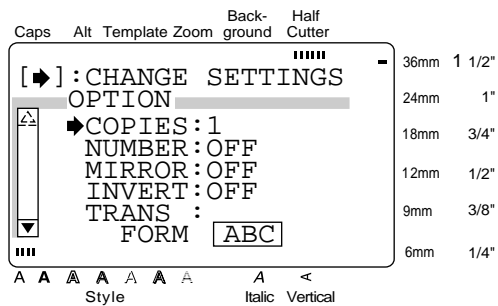 Back- Half
Caps Alt Template Zoom ground Cutter
[➡]:CHANGE SETTINGS
OPTION
➡COPIES:1
NUMBER:OFF
MIRROR:OFF
INVERT:OFF
TRANS :
FORM ABC
36mm 1 1/2"
24mm 1"
18mm 3/4"
12mm 1/2"
9mm 3/8"
6mm 1/4"
A A A A A A A A <
Style Italic Vertical